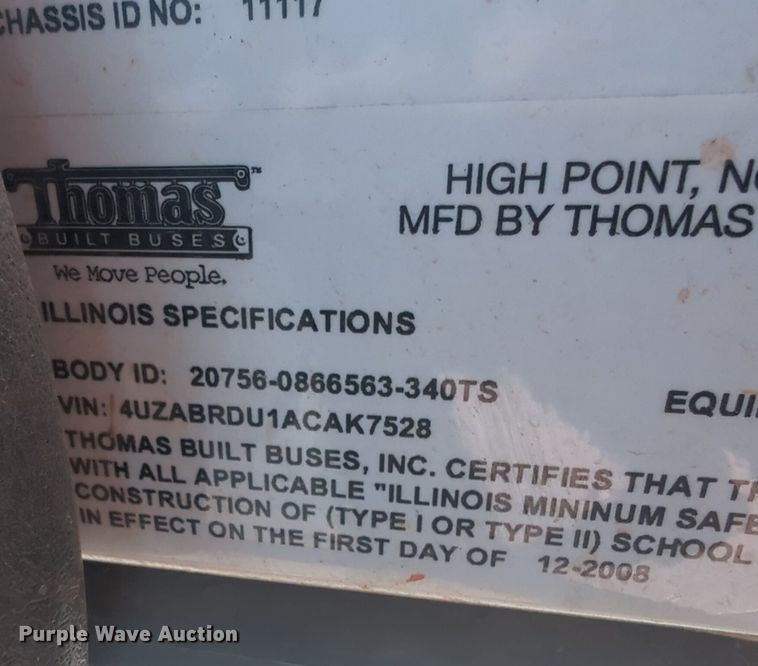 CHASSIS ID NO: 11117
Thomas™
BUILT BUSES
We Move People.
HIGH POINT, NO
MFD BY THOMAS
ILLINOIS SPECIFICATIONS
BODY ID: 20756-0866563-340TS
EQUI
VIN: 4UZABRDU1ACAK7528
THOMAS BUILT BUSES, INC. CERTIFIES THAT T
WITH ALL APPLICABLE "ILLINOIS MININUM SAFE
CONSTRUCTION OF (TYPE I OR TYPE II) SCHOOL
IN EFFECT ON THE FIRST DAY OF 12-2008
Purple Wave Auction